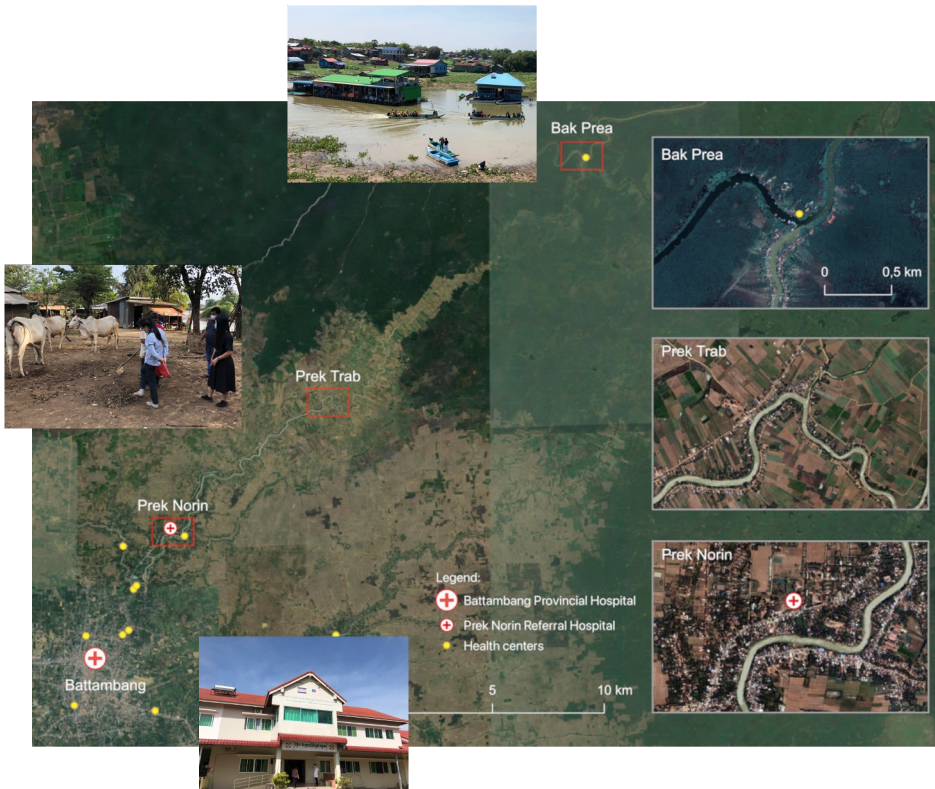 Bak Prea
Bak Prea
0 0,5 km
Prek Trab
Prek Trab
Prek Norin
Prek Norin
Legend:
Battambang Provincial Hospital
Prek Norin Referral Hospital
Health centers
Battambang
5 10 km